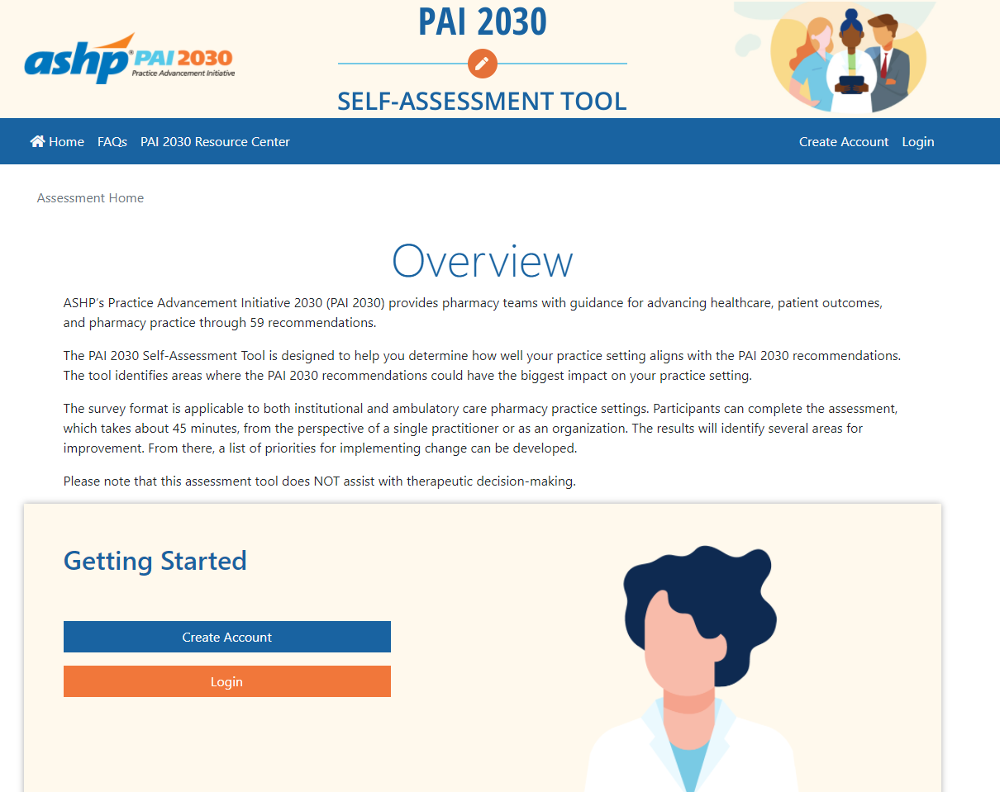 PAI 2030
ashp® PAI 2030
Practice Advancement Initiative
SELF-ASSESSMENT TOOL
Home FAQs PAI 2030 Resource Center Create Account Login
Assessment Home
Overview
ASHP's Practice Advancement Initiative 2030 (PAI 2030) provides pharmacy teams with guidance for advancing healthcare, patient outcomes,
and pharmacy practice through 59 recommendations.
The PAI 2030 Self-Assessment Tool is designed to help you determine how well your practice setting aligns with the PAI 2030 recommendations.
The tool identifies areas where the PAI 2030 recommendations could have the biggest impact on your practice setting.
The survey format is applicable to both institutional and ambulatory care pharmacy practice settings. Participants can complete the assessment,
which takes about 45 minutes, from the perspective of a single practitioner or as an organization. The results will identify several areas for
improvement. From there, a list of priorities for implementing change can be developed.
Please note that this assessment tool does NOT assist with therapeutic decision-making.
Getting Started
Create Account
Login